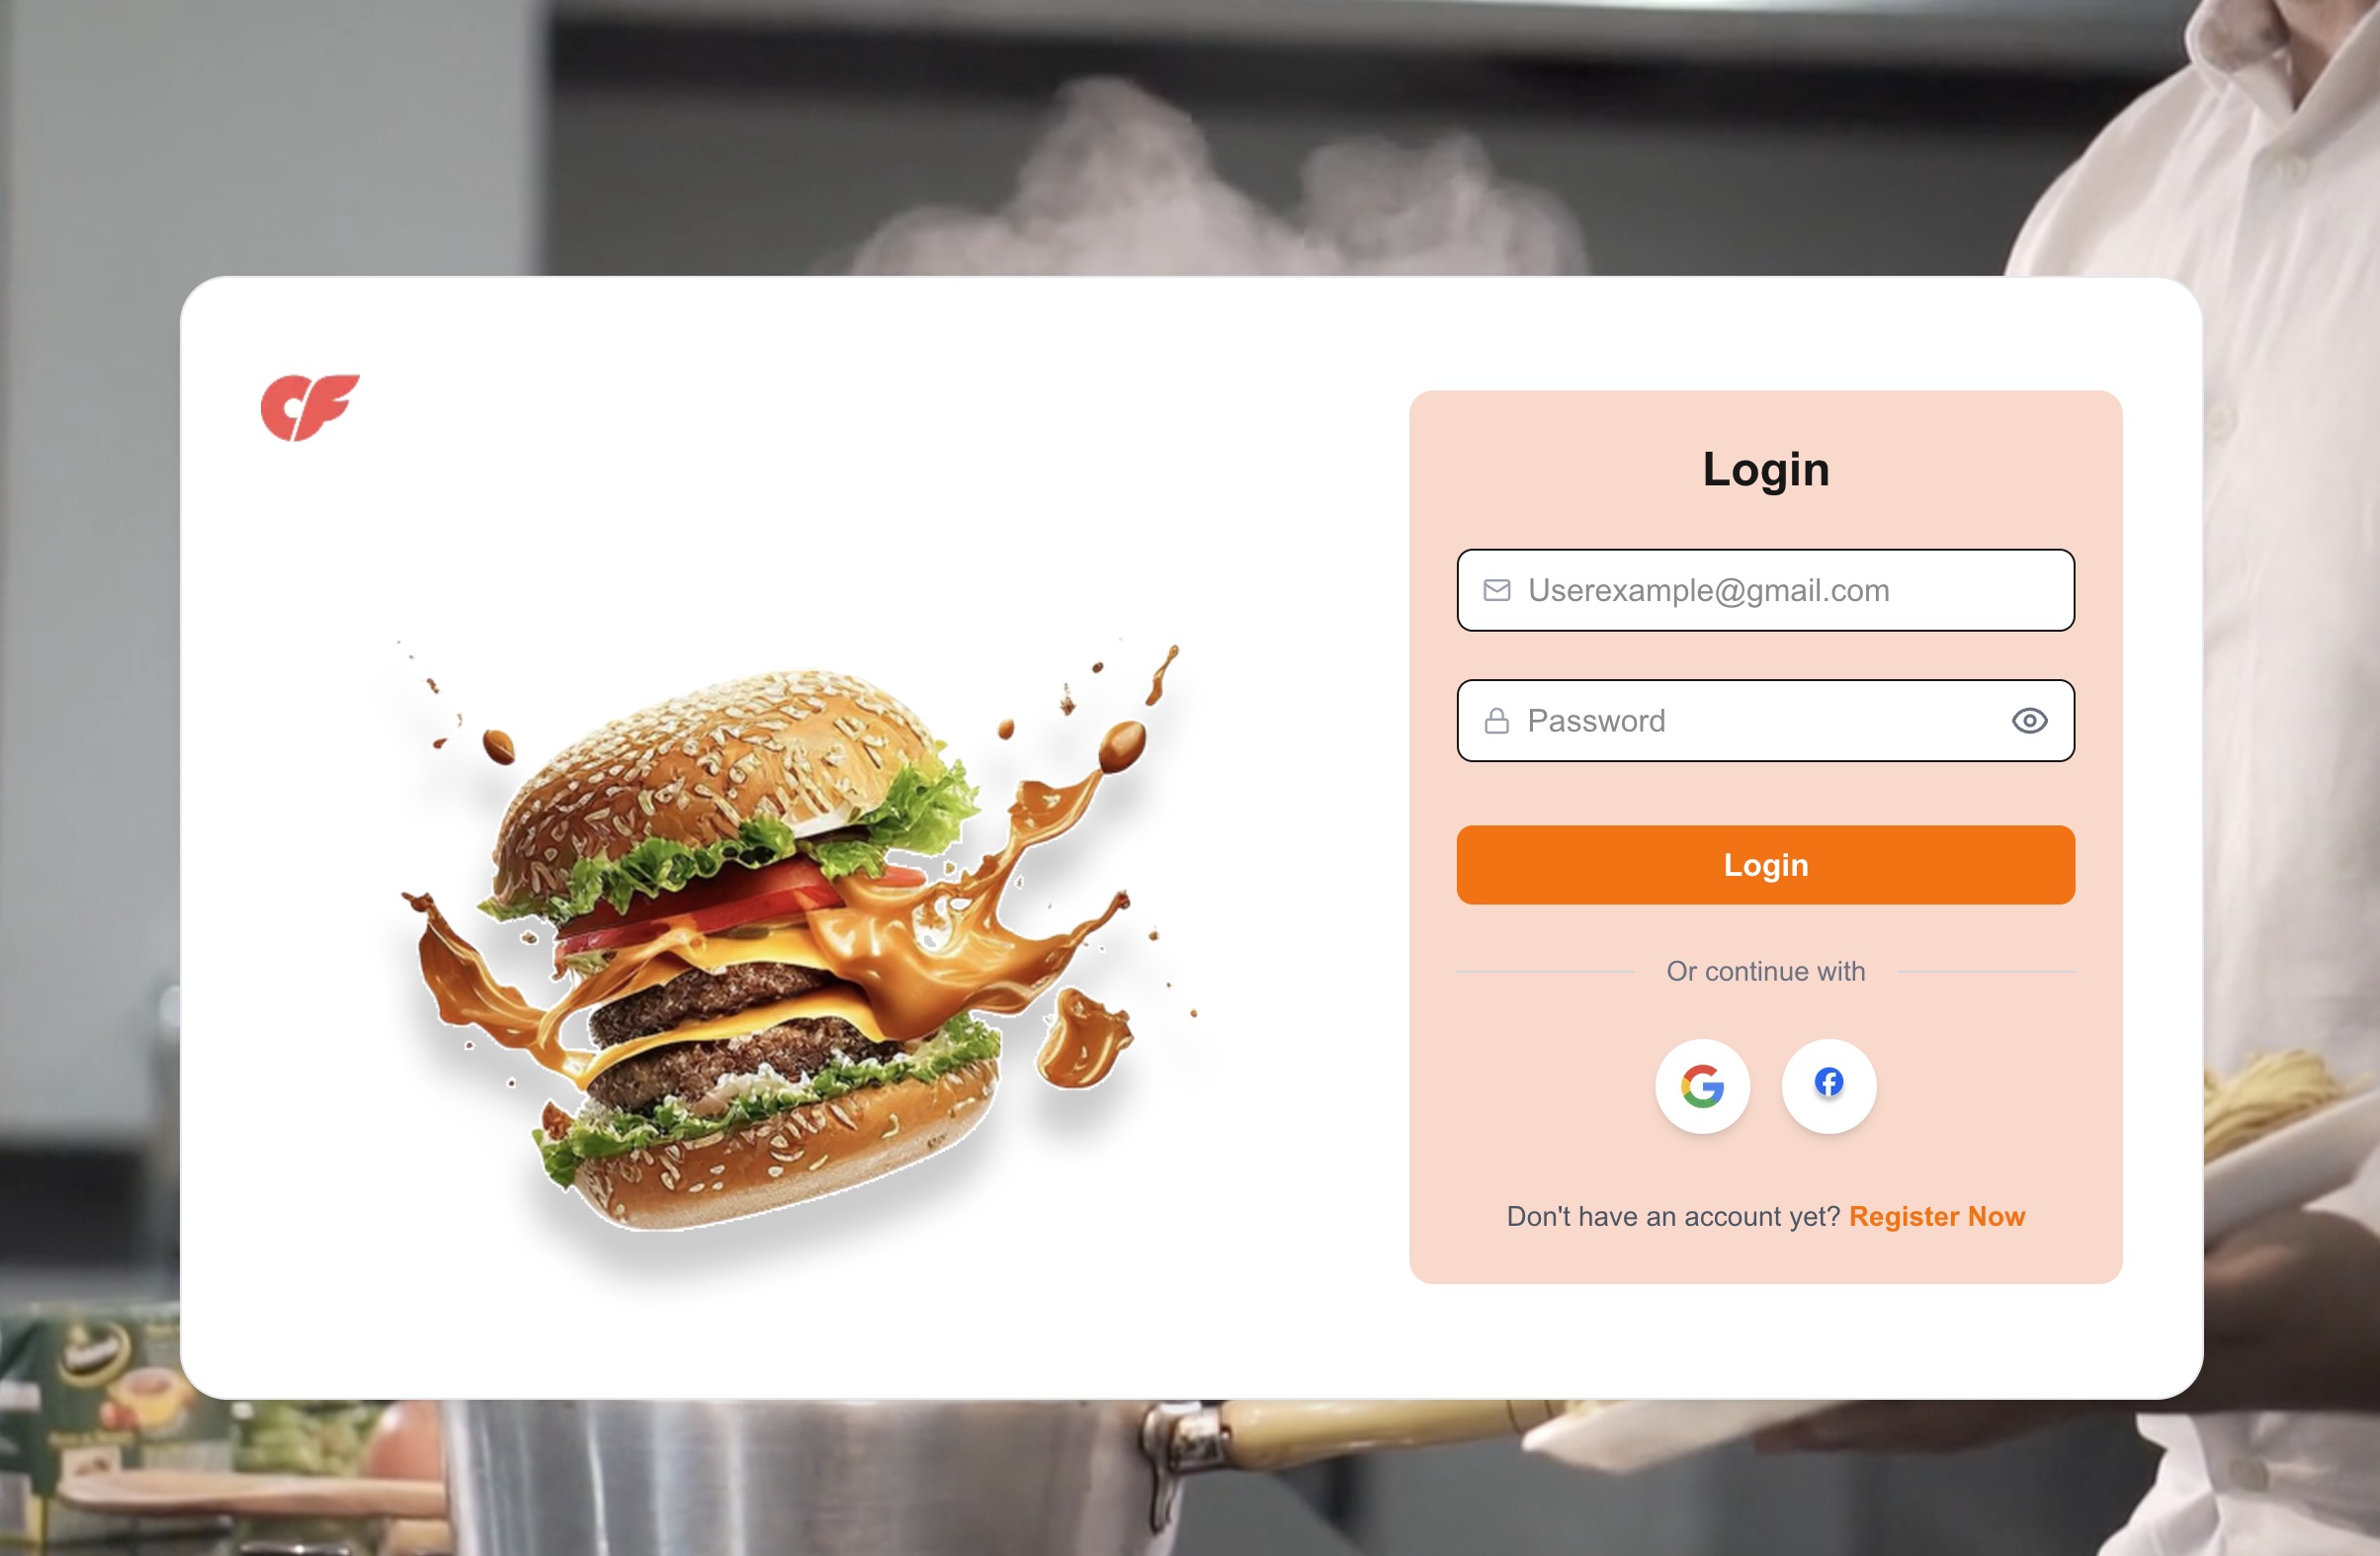 CF
Login
Userexample@gmail.com
Password
Login
Or continue with
Don't have an account yet? Register Now